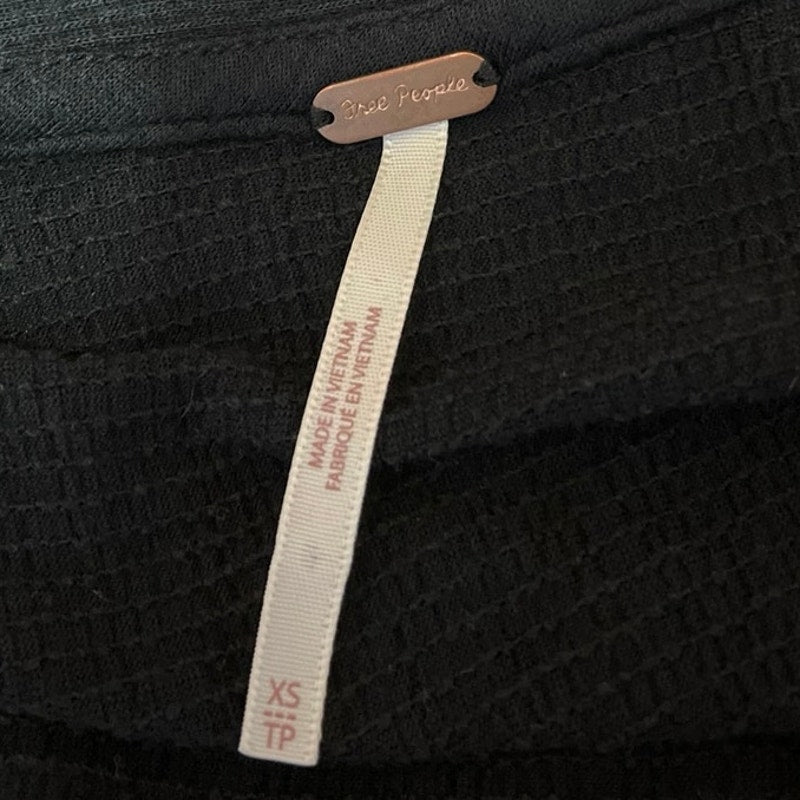 Free People
MADE IN VIETNAM
FABRIQUÉ EN VIETNAM
XS
TP